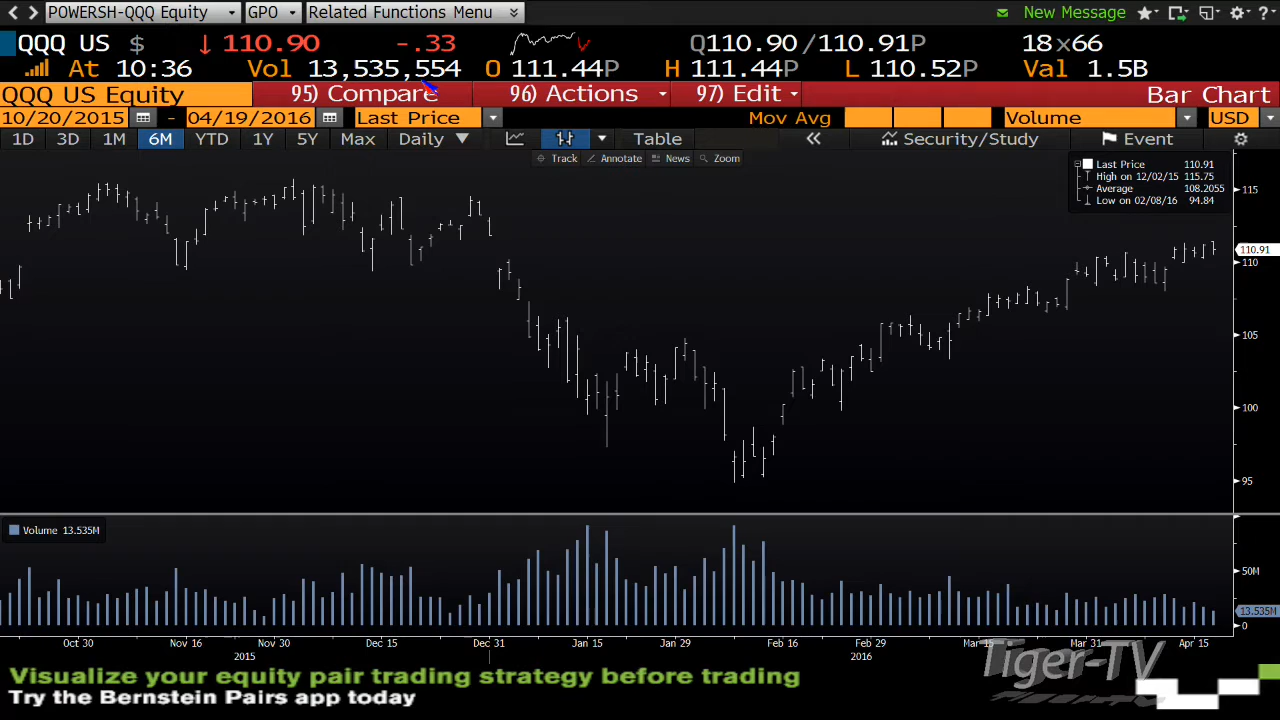 POWERSH-QQQ Equity GPO Related Functions Menu New Message
QQQ US $ ↓ 110.90 -.33 Q110.90/110.91P 18x66
At 10:36 Vol 13,535,554 O 111.44P H 111.44P L 110.52P Val 1.5B
QQQ US Equity 95) Compare 96) Actions 97) Edit Bar Chart
10/20/2015 - 04/19/2016 Last Price Mov Avg Volume USD
1D 3D 1M 6M YTD 1Y 5Y Max Daily Table Security/Study Event
Track Annotate News Zoom
Last Price 110.91
High on 12/02/15 115.75
Average 108.2055
Low on 02/08/16 94.84
115
110.91
110
105
100
95
Volume 13.535M
50M
13.535M
0
Oct 30 Nov 16 Nov 30 Dec 15 Dec 31 Jan 15 Jan 29 Feb 16 Feb 29 Mar 15 Mar 31 Apr 15
2015 2016
Tiger-TV
Visualize your equity pair trading strategy before trading
Try the Bernstein Pairs app today